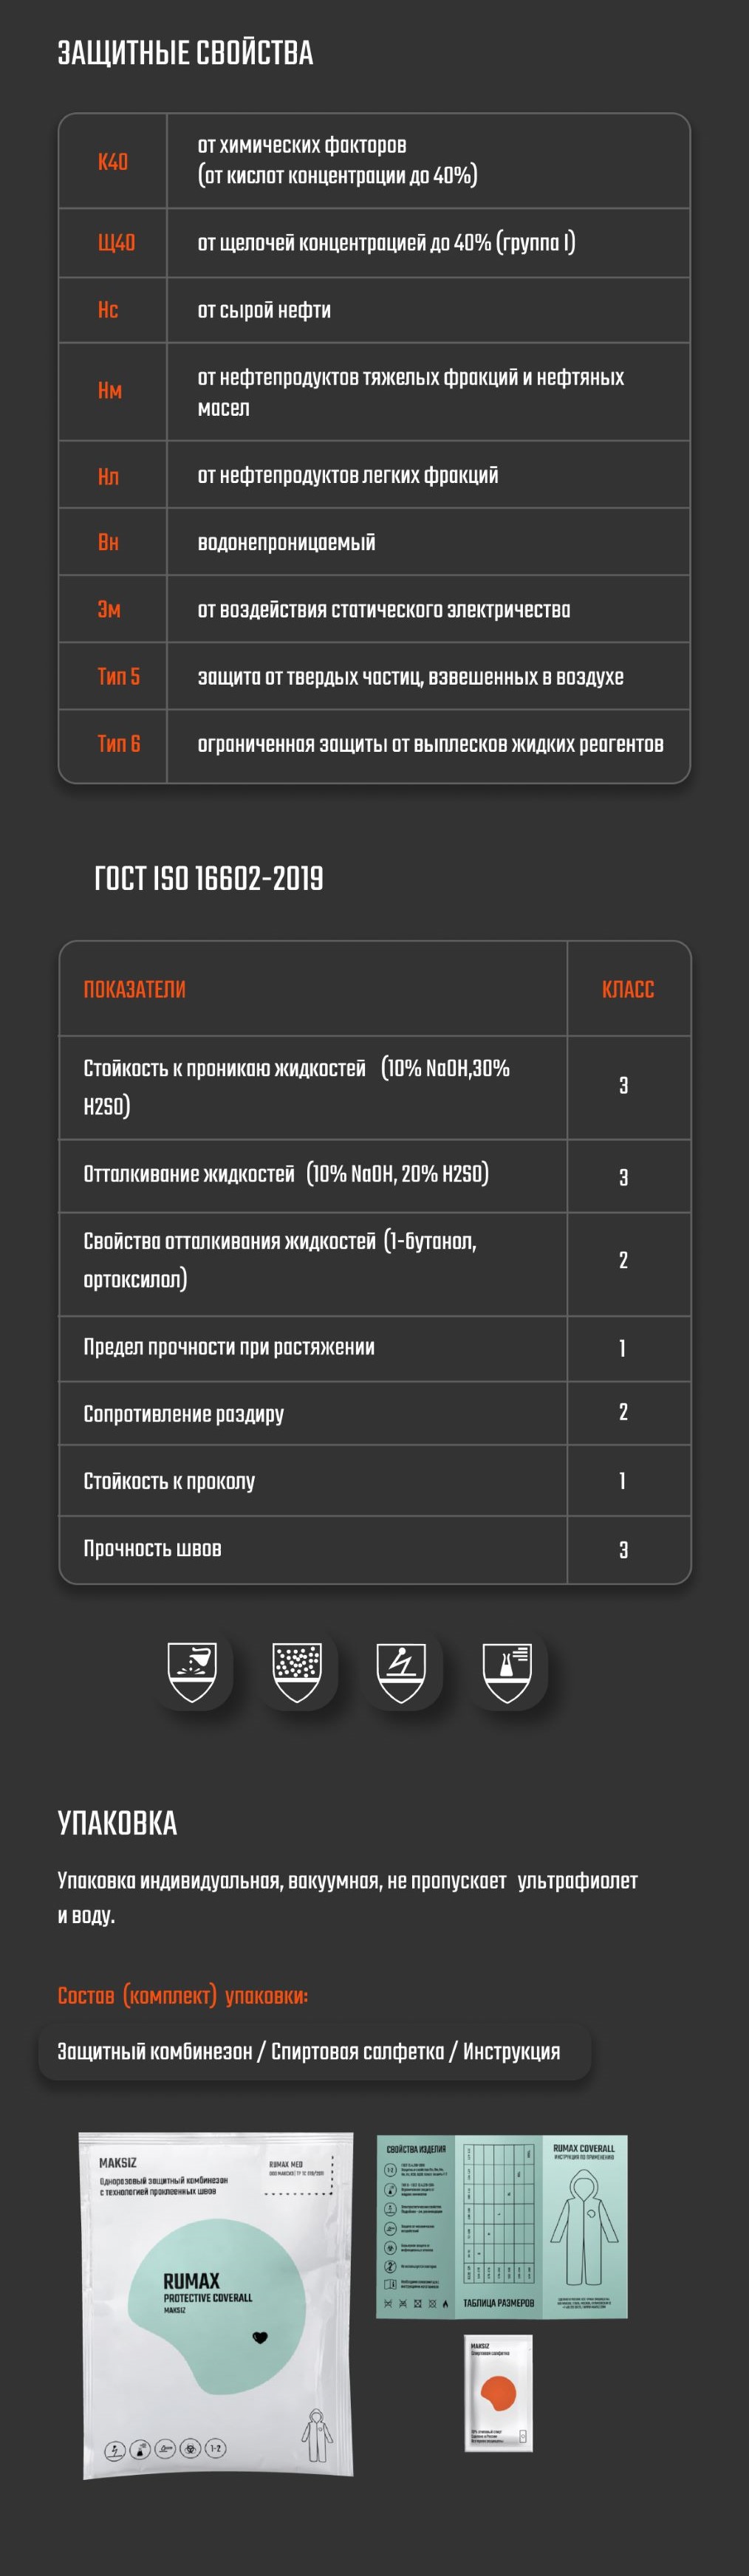 ЗАЩИТНЫЕ СВОЙСТВА
К40
от химических факторов
(от кислот концентрации до 40%)
Щ40
от щелочей концентрацией до 40% (группа I)
Нс
от сырой нефти
Нм
от нефтепродуктов тяжелых фракций и нефтяных
масел
Нл
от нефтепродуктов легких фракций
Вн
водонепроницаемый
Эм
от воздействия статического электричества
Тип 5
защита от твердых частиц, взвешенных в воздухе
Тип 6
ограниченная защиты от выплесков жидких реагентов
ГОСТ ISO 16602-2019
ПОКАЗАТЕЛИ
КЛАСС
Стойкость к проникаю жидкостей (10% NaOH,30%
H2SO)
3
Отталкивание жидкостей (10% NaOH, 20% H2SO)
3
Свойства отталкивания жидкостей (1-бутанол,
ортоксилол)
2
Предел прочности при растяжении
1
Сопротивление раздиру
2
Стойкость к проколу
1
Прочность швов
3
УПАКОВКА
Упаковка индивидуальная, вакуумная, не пропускает ультрафиолет
и воду.
Состав (комплект) упаковки:
Защитный комбинезон / Спиртовая салфетка / Инструкция
MAKSIZ
Одноразовый защитный комбинезон
с технологией проклеенных швов
RUMAX MED
RUMAX
PROTECTIVE COVERALL
MAKSIZ
1-2
СВОЙСТВА ИЗДЕЛИЯ
ТАБЛИЦА РАЗМЕРОВ
RUMAX COVERALL
ИНСТРУКЦИЯ ПО ПРИМЕНЕНИЮ
MAKSIZ
Спиртовая салфетка